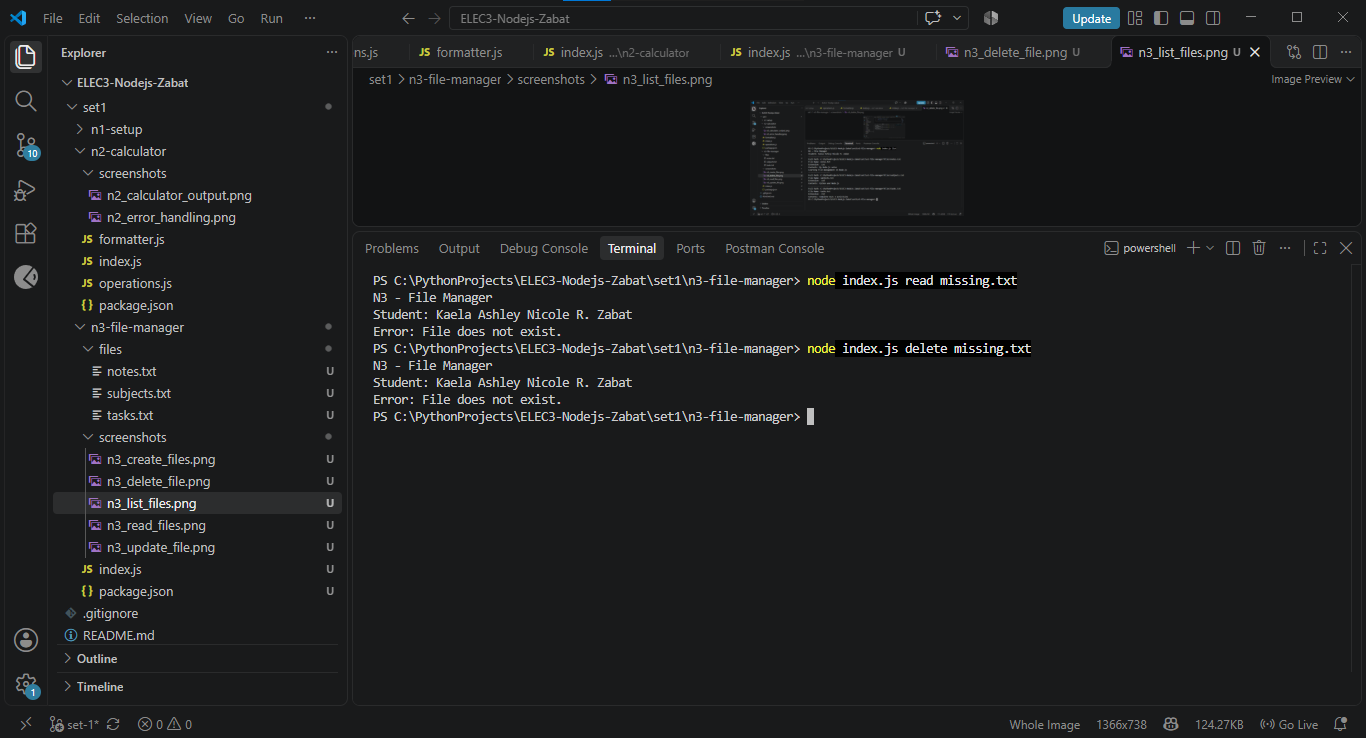 File Edit Selection View Go Run ··· ELEC3-Nodejs-Zabat Update
Explorer ···
ELEC3-Nodejs-Zabat
set1
n1-setup
n2-calculator
screenshots
n2_calculator_output.png
n2_error_handling.png
JS formatter.js
JS index.js
JS operations.js
{} package.json
n3-file-manager
files
notes.txt U
subjects.txt U
tasks.txt U
screenshots
n3_create_files.png U
n3_delete_file.png U
n3_list_files.png U
n3_read_files.png U
n3_update_file.png U
JS index.js U
{} package.json U
.gitignore
README.md
Outline
Timeline
10
1
ns.js JS formatter.js JS index.js ...\n2-calculator JS index.js ...\n3-file-manager U n3_delete_file.png U n3_list_files.png U
set1 > n3-file-manager > screenshots > n3_list_files.png Image Preview
Problems Output Debug Console Terminal Ports Postman Console powershell
PS C:\PythonProjects\ELEC3-Nodejs-Zabat\set1\n3-file-manager> node index.js read missing.txt
N3 - File Manager
Student: Kaela Ashley Nicole R. Zabat
Error: File does not exist.
PS C:\PythonProjects\ELEC3-Nodejs-Zabat\set1\n3-file-manager> node index.js delete missing.txt
N3 - File Manager
Student: Kaela Ashley Nicole R. Zabat
Error: File does not exist.
PS C:\PythonProjects\ELEC3-Nodejs-Zabat\set1\n3-file-manager>
set-1* 0 0 Whole Image 1366x738 124.27KB Go Live